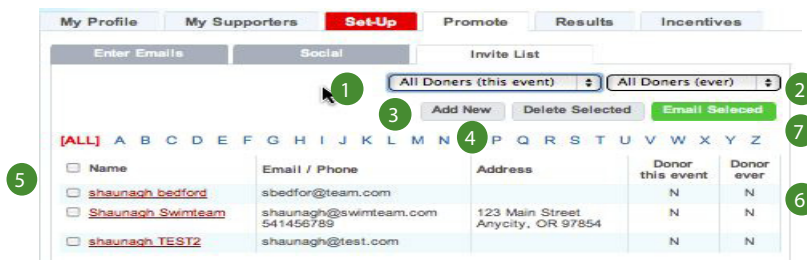 My Profile My Supporters Set-Up Promote Results Incentives
Enter Emails Social Invite List
1 All Doners (this event) All Doners (ever) 2
3 Add New Delete Selected Email Seleced
[ALL] A B C D E F G H I J K L M N 4 P Q R S T U V W X Y Z 7
5 Name Email / Phone Address Donor this event Donor ever
shaunagh bedford sbedfor@team.com N N
Shaunagh Swimteam shaunagh@swimteam.com 123 Main Street N N 6
541456789 Anycity, OR 97854
shaunagh TEST2 shaunagh@test.com N N